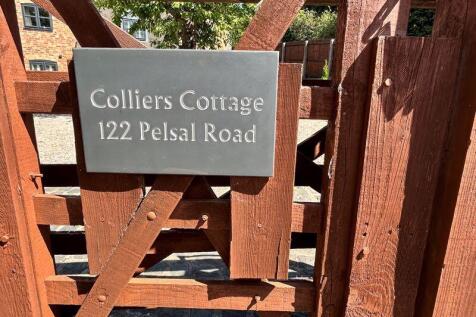 Colliers Cottage
122 Pelsal Road